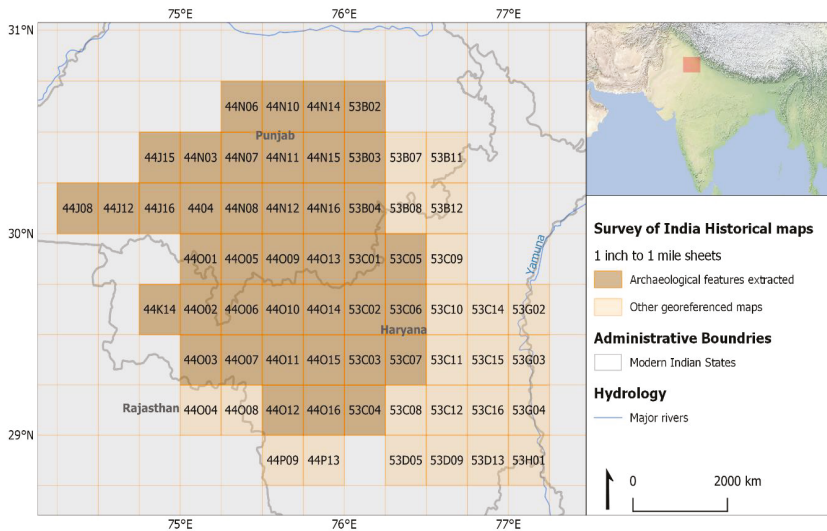 75°E 76°E 77°E
31°N
44N06 44N10 44N14 53B02
Punjab
44J15 44N03 44N07 44N11 44N15 53B03 53B07 53B11
44J08 44J12 44J16 4404 44N08 44N12 44N16 53B04 53B08 53B12
30°N
44O01 44O05 44O09 44O13 53C01 53C05 53C09
Yamuna
44K14 44O02 44O06 44O10 44O14 53C02 53C06 53C10 53C14 53G02
Haryana
44O03 44O07 44O11 44O15 53C03 53C07 53C11 53C15 53G03
Rajasthan 44O04 44O08 44O12 44O16 53C04 53C08 53C12 53C16 53G04
29°N
44P09 44P13 53D05 53D09 53D13 53H01
75°E 76°E 77°E
Survey of India Historical maps
1 inch to 1 mile sheets
Archaeological features extracted
Other georeferenced maps
Administrative Boundries
Modern Indian States
Hydrology
Major rivers
0 2000 km